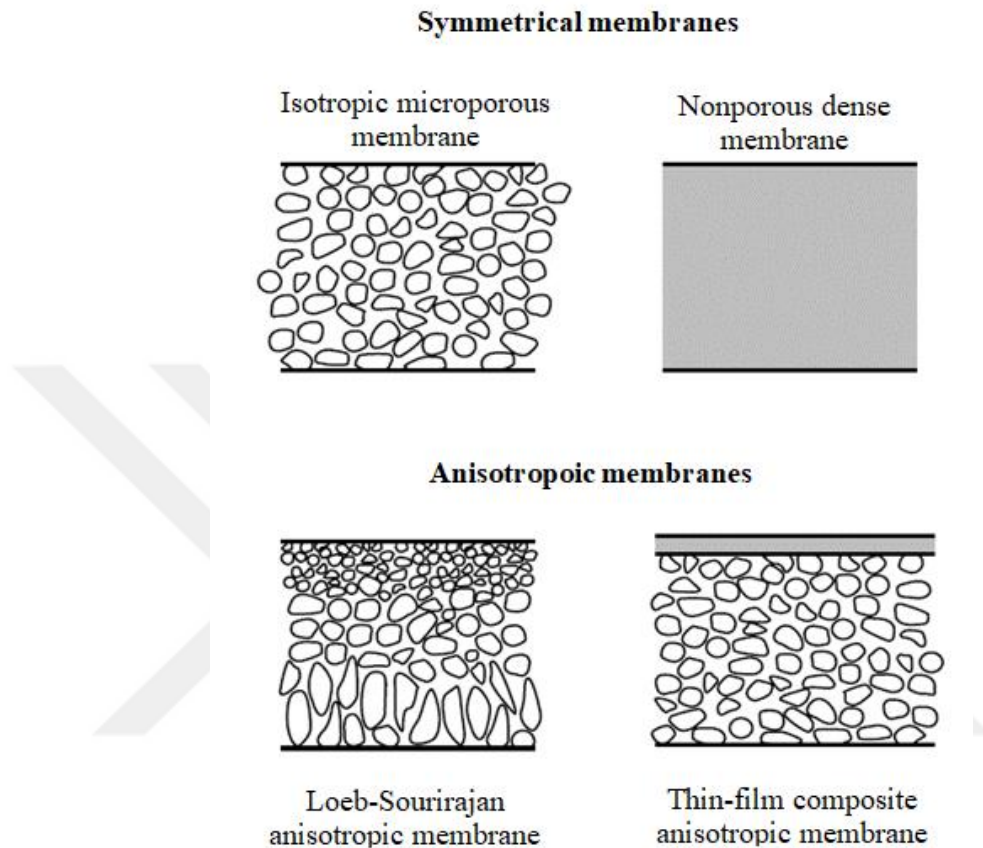 Symmetrical membranes
Isotropic microporous
membrane
Nonporous dense
membrane
Anisotropoic membranes
Loeb-Sourirajan
anisotropic membrane
Thin-film composite
anisotropic membrane